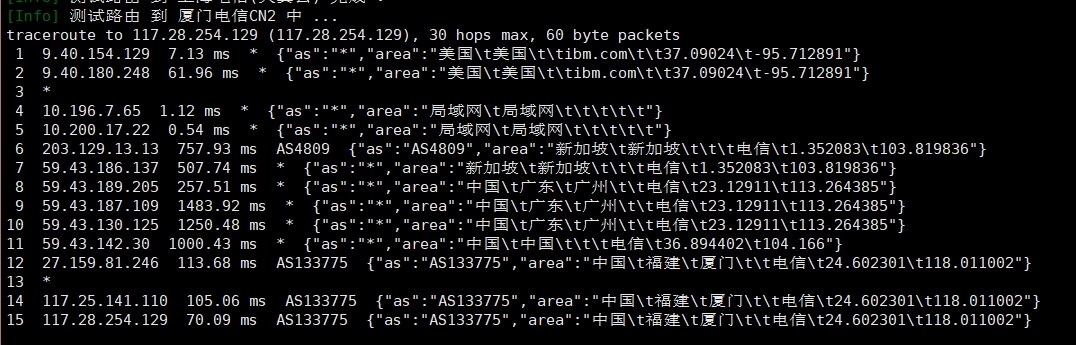 [Info] 测试路由 到 厦门电信CN2 中 ...
traceroute to 117.28.254.129 (117.28.254.129), 30 hops max, 60 byte packets
1 9.40.154.129 7.13 ms * {"as":"*","area":"美国\t美国\t\tibm.com\t\t37.09024\t-95.712891"}
2 9.40.180.248 61.96 ms * {"as":"*","area":"美国\t美国\t\tibm.com\t\t37.09024\t-95.712891"}
3 *
4 10.196.7.65 1.12 ms * {"as":"*","area":"局域网\t局域网\t\t\t\t\t"}
5 10.200.17.22 0.54 ms * {"as":"*","area":"局域网\t局域网\t\t\t\t\t"}
6 203.129.13.13 757.93 ms AS4809 {"as":"AS4809","area":"新加坡\t新加坡\t\t\t电信\t1.352083\t103.819836"}
7 59.43.186.137 507.74 ms * {"as":"*","area":"新加坡\t新加坡\t\t\t电信\t1.352083\t103.819836"}
8 59.43.189.205 257.51 ms * {"as":"*","area":"中国\t广东\t广州\t\t电信\t23.12911\t113.264385"}
9 59.43.187.109 1483.92 ms * {"as":"*","area":"中国\t广东\t广州\t\t电信\t23.12911\t113.264385"}
10 59.43.130.125 1250.48 ms * {"as":"*","area":"中国\t广东\t广州\t\t电信\t23.12911\t113.264385"}
11 59.43.142.30 1000.43 ms * {"as":"*","area":"中国\t中国\t\t\t电信\t36.894402\t104.166"}
12 27.159.81.246 113.68 ms AS133775 {"as":"AS133775","area":"中国\t福建\t厦门\t\t电信\t24.602301\t118.011002"}
13 *
14 117.25.141.110 105.06 ms AS133775 {"as":"AS133775","area":"中国\t福建\t厦门\t\t电信\t24.602301\t118.011002"}
15 117.28.254.129 70.09 ms AS133775 {"as":"AS133775","area":"中国\t福建\t厦门\t\t电信\t24.602301\t118.011002"}